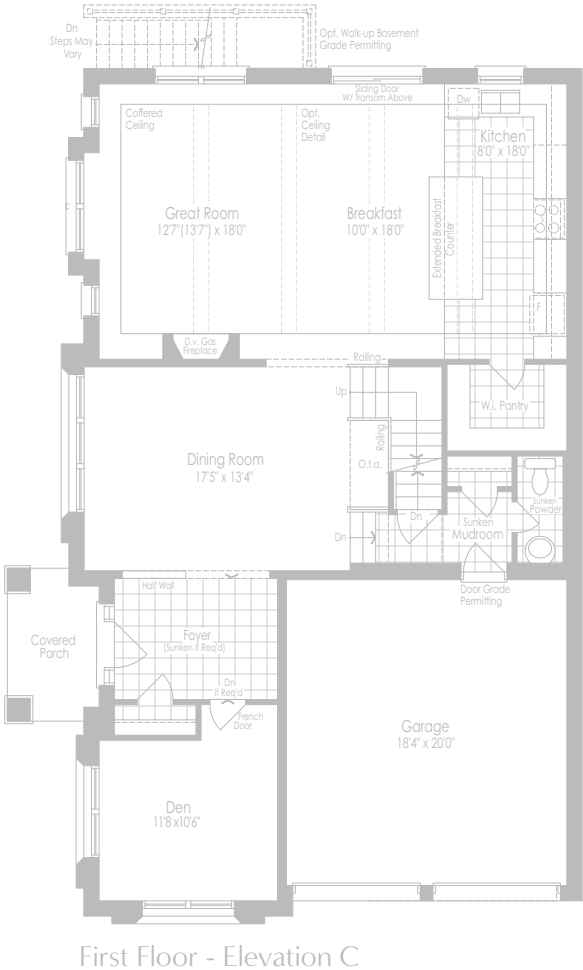 Dn
Steps May
Vary
Opt. Walk-up Basement
Grade Permitting
Sliding Door
W/ Transom Above
Coffered
Ceiling
Opt.
Ceiling
Detail
Dw
Kitchen
8'0" x 18'0"
Great Room
12'7"(13'7") x 18'0"
Breakfast
10'0" x 18'0"
Extended Breakfast
Counter
F
D.v. Gas
Fireplace
Railing
Up
W.i. Pantry
Railing
Dining Room
17'5" x 13'4"
O.t.a.
Sunken
Powder
Dn
Sunken
Mudroom
Dn
Half Wall
Door Grade
Permitting
Covered
Porch
Foyer
(Sunken If Req'd)
Dn
If Req'd
French
Door
Garage
18'4" x 20'0"
Den
11'8 x10'6"
First Floor - Elevation C